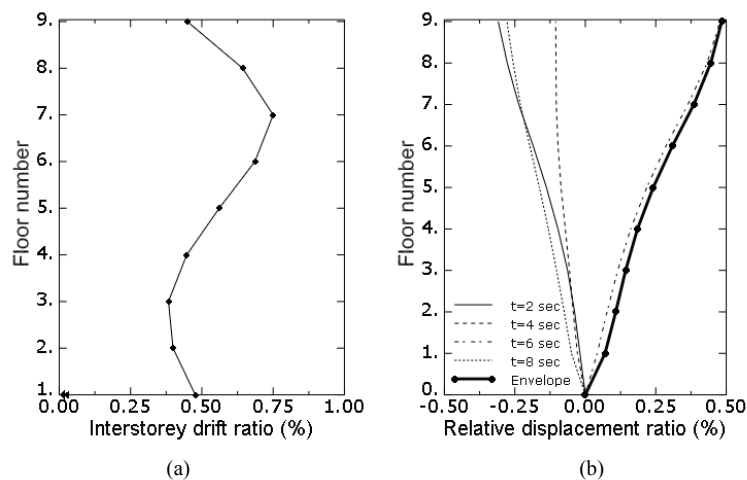 9.
8.
7.
6.
5.
4.
3.
2.
1.
Floor number
0.00 0.25 0.50 0.75 1.00
Interstorey drift ratio (%)
(a)
9.
8.
7.
6.
5.
4.
3.
2.
1.
0.
Floor number
t=2 sec
t=4 sec
t=6 sec
t=8 sec
Envelope
-0.50 -0.25 0.00 0.25 0.50
Relative displacement ratio (%)
(b)